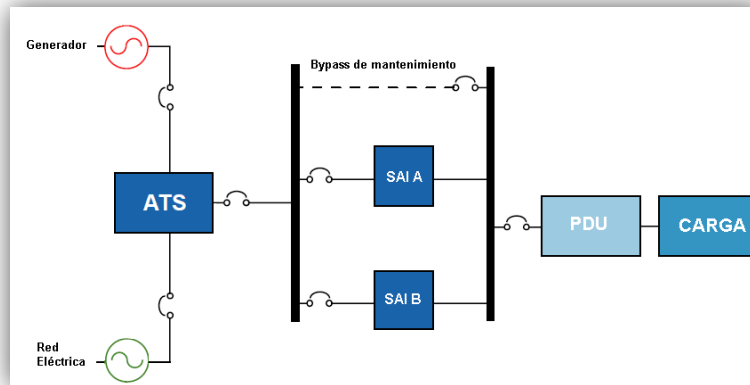 Generador
Bypass de mantenimiento
SAI A
ATS
PDU
CARGA
SAI B
Red
Eléctrica